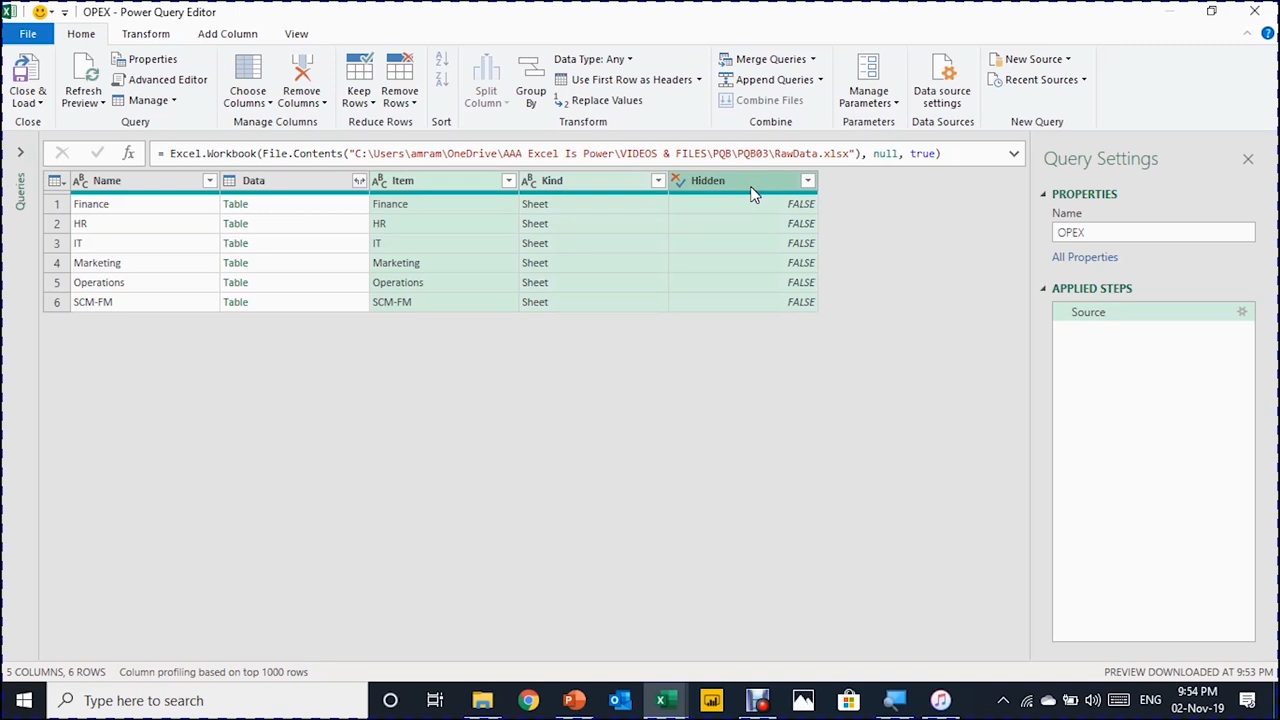 OPEX - Power Query Editor
File
Home
Transform
Add Column
View
Close & Load
Refresh Preview
Properties
Advanced Editor
Manage
Choose Columns
Remove Columns
Keep Rows
Remove Rows
Split Column
Group By
Data Type: Any
Use First Row as Headers
Replace Values
Merge Queries
Append Queries
Combine Files
Manage Parameters
Data source settings
New Source
Recent Sources
Close
Query
Manage Columns
Reduce Rows
Sort
Transform
Combine
Parameters
Data Sources
New Query
Queries
fx
= Excel.Workbook(File.Contents("C:\Users\amram\OneDrive\AAA Excel Is Power\VIDEOS & FILES\PQB\PQB03\RawData.xlsx"), null, true)
Name Data Item Kind Hidden
1 Finance Table Finance Sheet FALSE
2 HR Table HR Sheet FALSE
3 IT Table IT Sheet FALSE
4 Marketing Table Marketing Sheet FALSE
5 Operations Table Operations Sheet FALSE
6 SCM-FM Table SCM-FM Sheet FALSE
Query Settings
PROPERTIES
Name
OPEX
All Properties
APPLIED STEPS
Source
5 COLUMNS, 6 ROWS
Column profiling based on top 1000 rows
PREVIEW DOWNLOADED AT 9:53 PM
Type here to search
ENG
9:54 PM
02-Nov-19